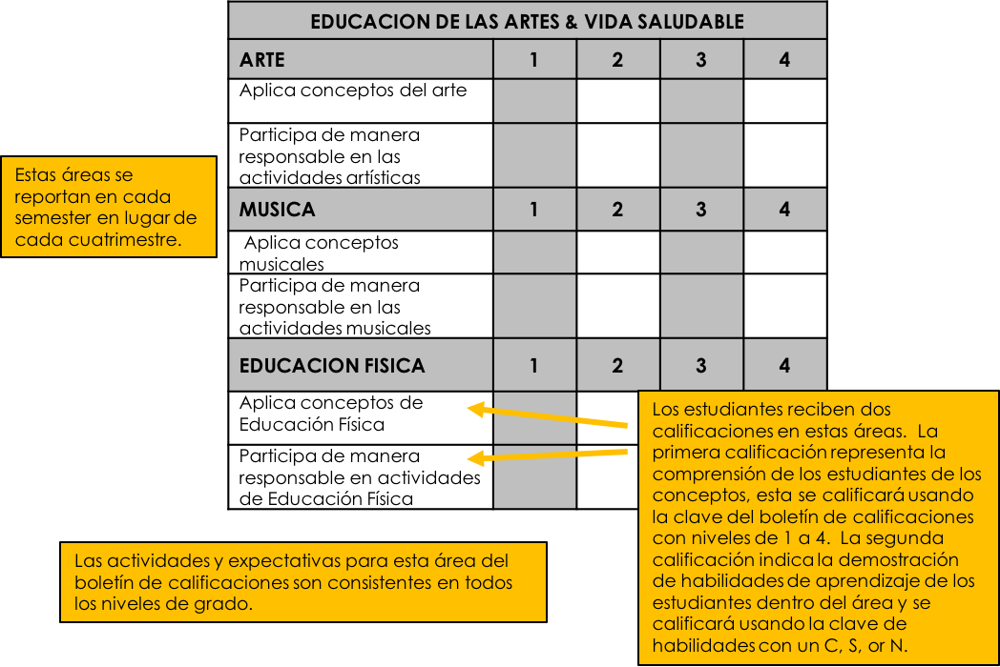 EDUCACION DE LAS ARTES & VIDA SALUDABLE
ARTE 1 2 3 4
Aplica conceptos del arte
Participa de manera
responsable en las
actividades artísticas
MUSICA 1 2 3 4
Aplica conceptos
musicales
Participa de manera
responsable en las
actividades musicales
EDUCACION FISICA 1 2 3 4
Aplica conceptos de
Educación Física
Participa de manera
responsable en actividades
de Educación Física
Estas áreas se
reportan en cada
semester en lugar de
cada cuatrimestre.
Los estudiantes reciben dos
calificaciones en estas áreas. La
primera calificación representa la
comprensión de los estudiantes de los
conceptos, esta se calificará usando
la clave del boletín de calificaciones
con niveles de 1 a 4. La segunda
calificación indica la demostración
de habilidades de aprendizaje de los
estudiantes dentro del área y se
calificará usando la clave de
habilidades con un C, S, or N.
Las actividades y expectativas para esta área del
boletín de calificaciones son consistentes en todos
los niveles de grado.